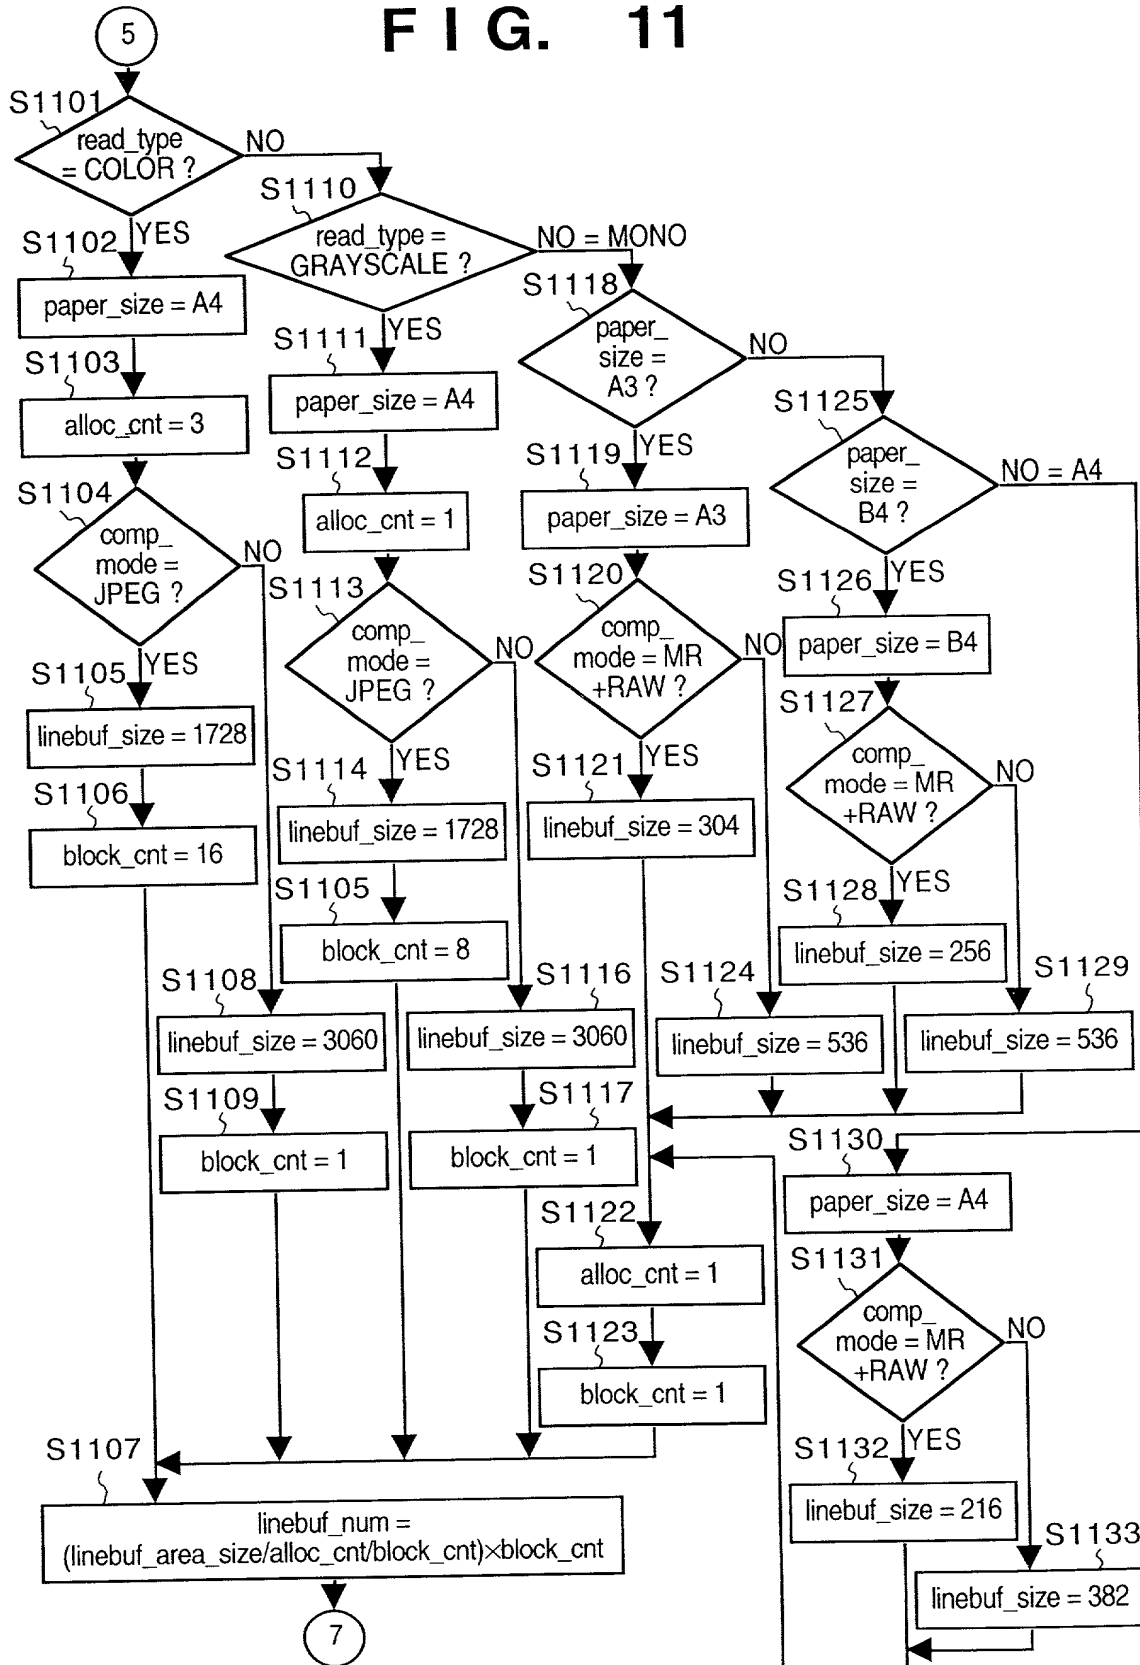 FIG. 11
5
S1101
read_type
= COLOR ?
NO
YES
S1102
paper_size = A4
S1103
alloc_cnt = 3
S1104
comp_
mode =
JPEG ?
NO
YES
S1105
linebuf_size = 1728
S1106
block_cnt = 16
S1108
linebuf_size = 3060
S1109
block_cnt = 1
S1110
read_type =
GRAYSCALE ?
NO = MONO
YES
S1111
paper_size = A4
S1112
alloc_cnt = 1
S1113
comp_
mode =
JPEG ?
NO
YES
S1114
linebuf_size = 1728
S1105
block_cnt = 8
S1116
linebuf_size = 3060
S1117
block_cnt = 1
S1118
paper_
size =
A3 ?
NO
YES
S1119
paper_size = A3
S1120
comp_
mode = MR
+RAW ?
NO
YES
S1121
linebuf_size = 304
S1124
linebuf_size = 536
S1122
alloc_cnt = 1
S1123
block_cnt = 1
S1125
paper_
size =
B4 ?
NO = A4
YES
S1126
paper_size = B4
S1127
comp_
mode = MR
+RAW ?
NO
YES
S1128
linebuf_size = 256
S1129
linebuf_size = 536
S1130
paper_size = A4
S1131
comp_
mode = MR
+RAW ?
NO
YES
S1132
linebuf_size = 216
S1133
linebuf_size = 382
S1107
linebuf_num =
(linebuf_area_size/alloc_cnt/block_cnt)×block_cnt
7